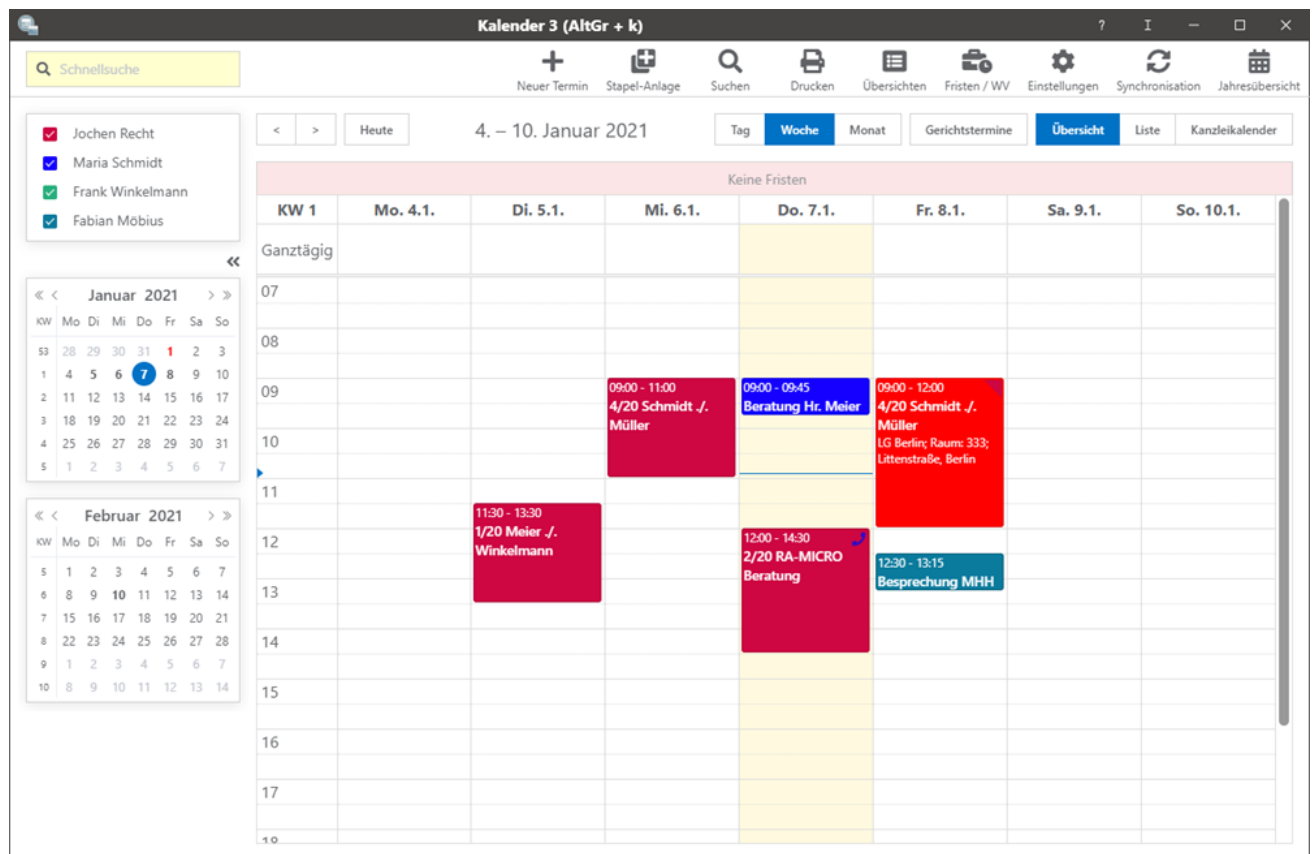 Kalender 3 (AltGr + k)
?
Schnellsuche
Neuer Termin
Stapel-Anlage
Suchen
Drucken
Übersichten
Fristen / WV
Einstellungen
Synchronisation
Jahresübersicht
Jochen Recht
Maria Schmidt
Frank Winkelmann
Fabian Möbius
< >
Heute
4. – 10. Januar 2021
Tag
Woche
Monat
Gerichtstermine
Übersicht
Liste
Kanzleikalender
Januar 2021
KW Mo Di Mi Do Fr Sa So
53 28 29 30 31 1 2 3
1 4 5 6 7 8 9 10
2 11 12 13 14 15 16 17
3 18 19 20 21 22 23 24
4 25 26 27 28 29 30 31
5 1 2 3 4 5 6 7
Februar 2021
KW Mo Di Mi Do Fr Sa So
5 1 2 3 4 5 6 7
6 8 9 10 11 12 13 14
7 15 16 17 18 19 20 21
8 22 23 24 25 26 27 28
9 1 2 3 4 5 6 7
10 8 9 10 11 12 13 14
Keine Fristen
KW 1 Mo. 4.1. Di. 5.1. Mi. 6.1. Do. 7.1. Fr. 8.1. Sa. 9.1. So. 10.1.
Ganztägig
07
08
09
10
11
12
13
14
15
16
17
18
11:30 - 13:30
1/20 Meier ./.
Winkelmann
09:00 - 11:00
4/20 Schmidt ./.
Müller
09:00 - 09:45
Beratung Hr. Meier
12:00 - 14:30
2/20 RA-MICRO
Beratung
09:00 - 12:00
4/20 Schmidt ./.
Müller
LG Berlin; Raum: 333;
Littenstraße, Berlin
12:30 - 13:15
Besprechung MHH